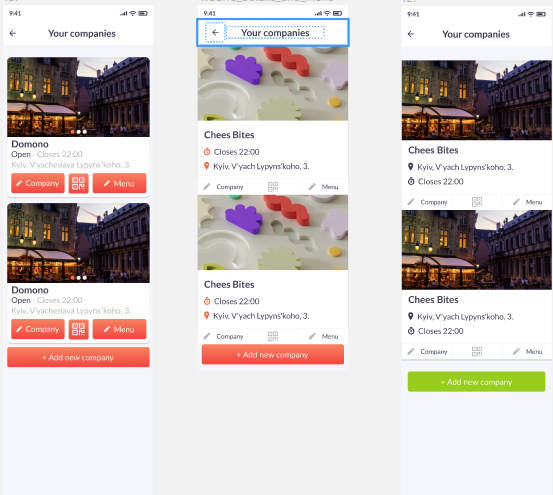 9:41
Your companies
Domono
Open - Closes 22:00
Kyiv, V'yacheslava Lypyns'koho, 3.
Company
Menu
Domono
Open - Closes 22:00
Kyiv, V'yacheslava Lypyns'koho, 3.
Company
Menu
+ Add new company
9:41
Your companies
Chees Bites
Closes 22:00
Kyiv, V'yach Lypyns'koho, 3.
Company
Menu
Chees Bites
Closes 22:00
Kyiv, V'yach Lypyns'koho, 3.
Company
Menu
+ Add new company
9:41
Your companies
Chees Bites
Kyiv, V'yach Lypyns'koho, 3.
Closes 22:00
Company
Menu
Chees Bites
Kyiv, V'yach Lypyns'koho, 3.
Closes 22:00
Company
Menu
+ Add new company